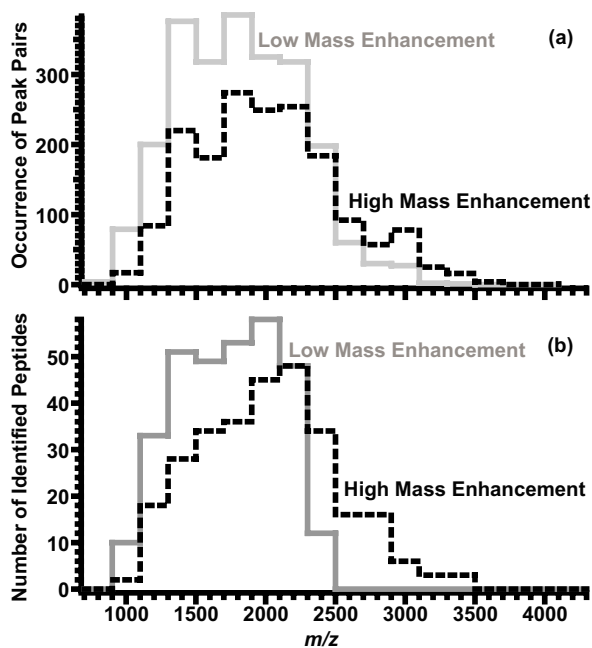 (a)
Low Mass Enhancement
Occurrence of Peak Pairs
300
200
High Mass Enhancement
100
0
(b)
Low Mass Enhancement
Number of Identified Peptides
50
40
30
High Mass Enhancement
20
10
0
1000 1500 2000 2500 3000 3500 4000
m/z